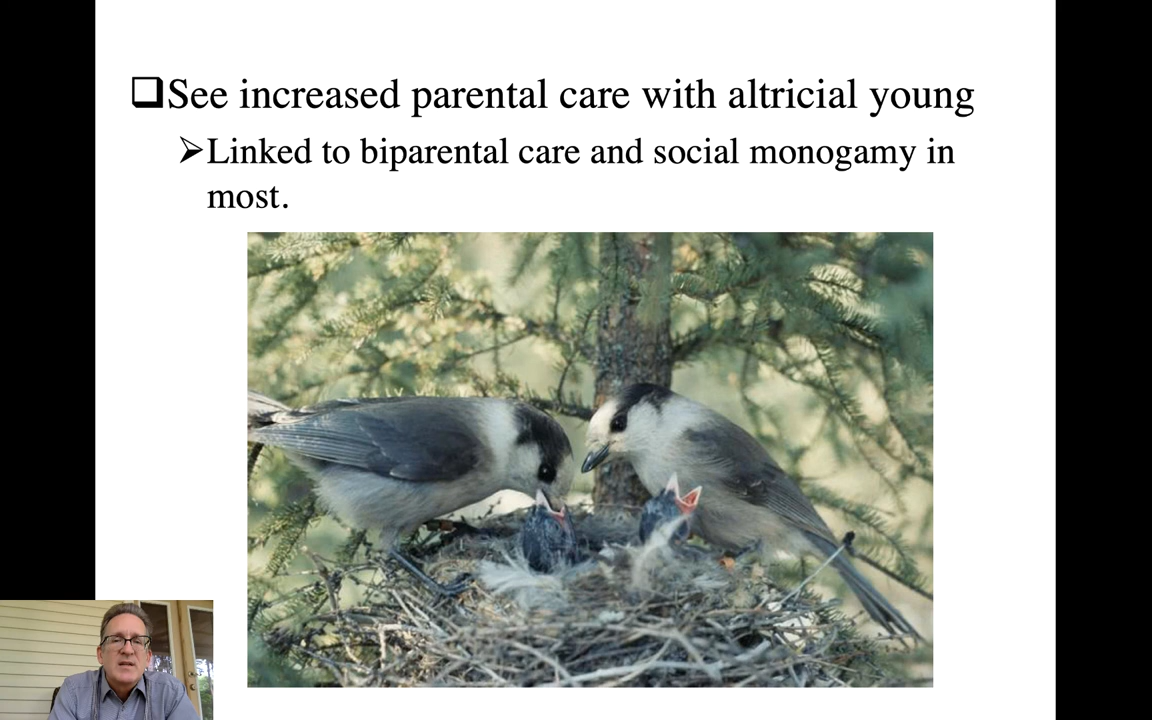 ❑See increased parental care with altricial young
➢Linked to biparental care and social monogamy in
most.